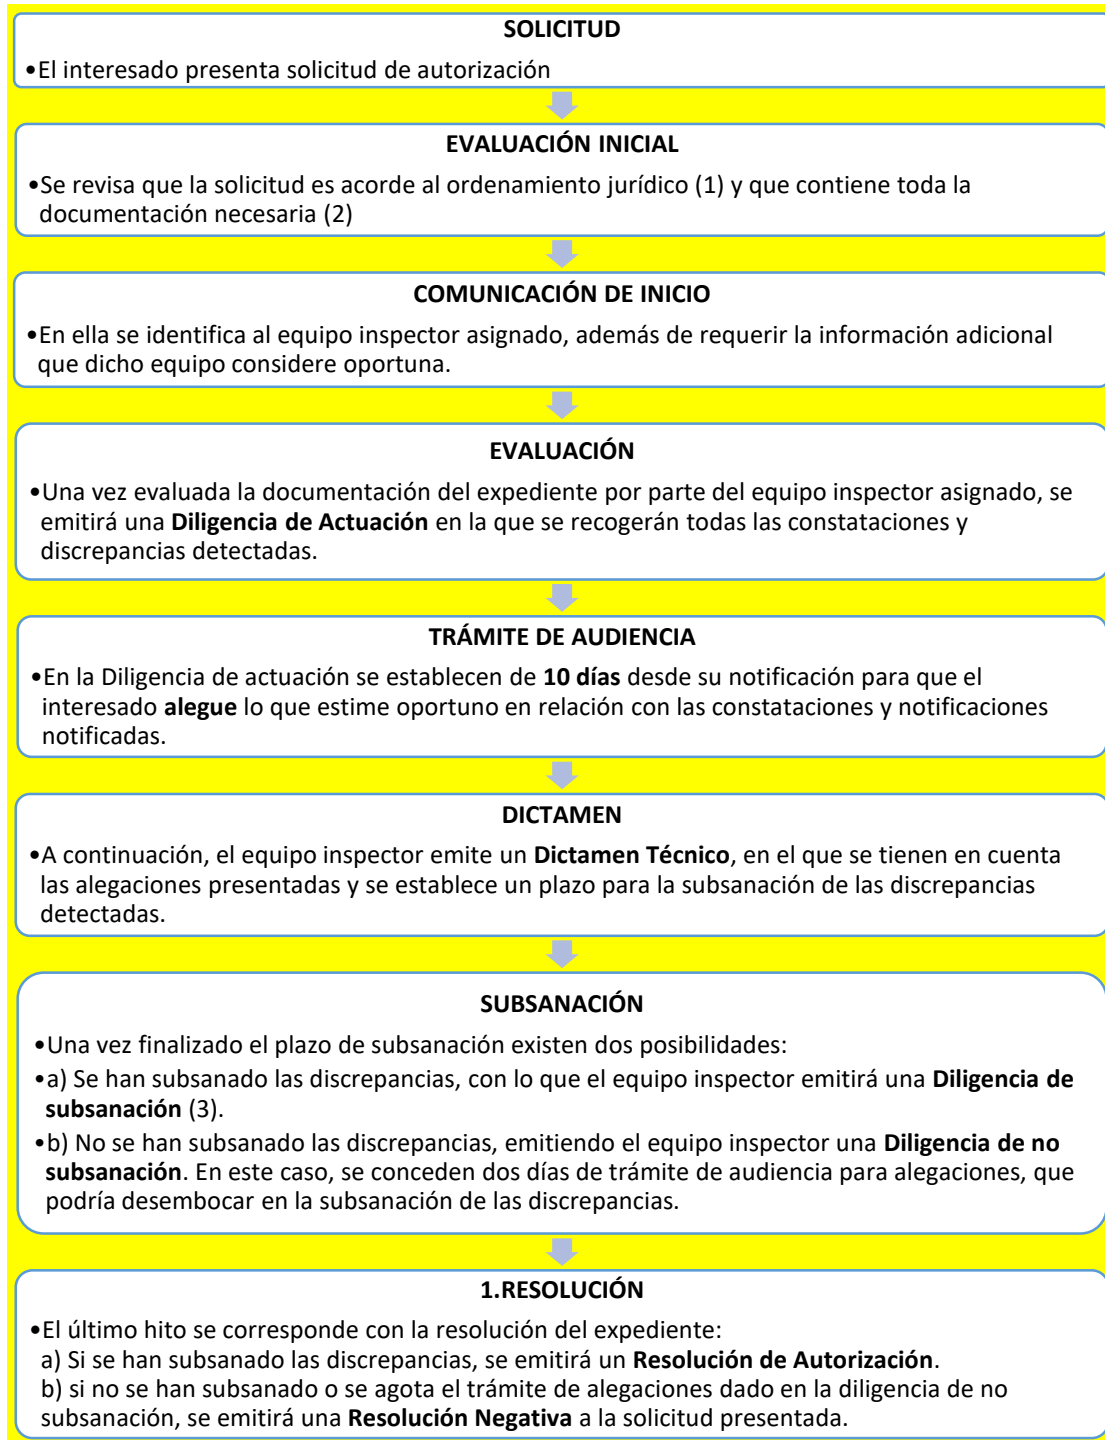 SOLICITUD
•El interesado presenta solicitud de autorización
EVALUACIÓN INICIAL
•Se revisa que la solicitud es acorde al ordenamiento jurídico (1) y que contiene toda la
documentación necesaria (2)
COMUNICACIÓN DE INICIO
•En ella se identifica al equipo inspector asignado, además de requerir la información adicional
que dicho equipo considere oportuna.
EVALUACIÓN
•Una vez evaluada la documentación del expediente por parte del equipo inspector asignado, se
emitirá una Diligencia de Actuación en la que se recogerán todas las constataciones y
discrepancias detectadas.
TRÁMITE DE AUDIENCIA
•En la Diligencia de actuación se establecen de 10 días desde su notificación para que el
interesado alegue lo que estime oportuno en relación con las constataciones y notificaciones
notificadas.
DICTAMEN
•A continuación, el equipo inspector emite un Dictamen Técnico, en el que se tienen en cuenta
las alegaciones presentadas y se establece un plazo para la subsanación de las discrepancias
detectadas.
SUBSANACIÓN
•Una vez finalizado el plazo de subsanación existen dos posibilidades:
•a) Se han subsanado las discrepancias, con lo que el equipo inspector emitirá una Diligencia de
subsanación (3).
•b) No se han subsanado las discrepancias, emitiendo el equipo inspector una Diligencia de no
subsanación. En este caso, se conceden dos días de trámite de audiencia para alegaciones, que
podría desembocar en la subsanación de las discrepancias.
1.RESOLUCIÓN
•El último hito se corresponde con la resolución del expediente:
a) Si se han subsanado las discrepancias, se emitirá un Resolución de Autorización.
b) si no se han subsanado o se agota el trámite de alegaciones dado en la diligencia de no
subsanación, se emitirá una Resolución Negativa a la solicitud presentada.